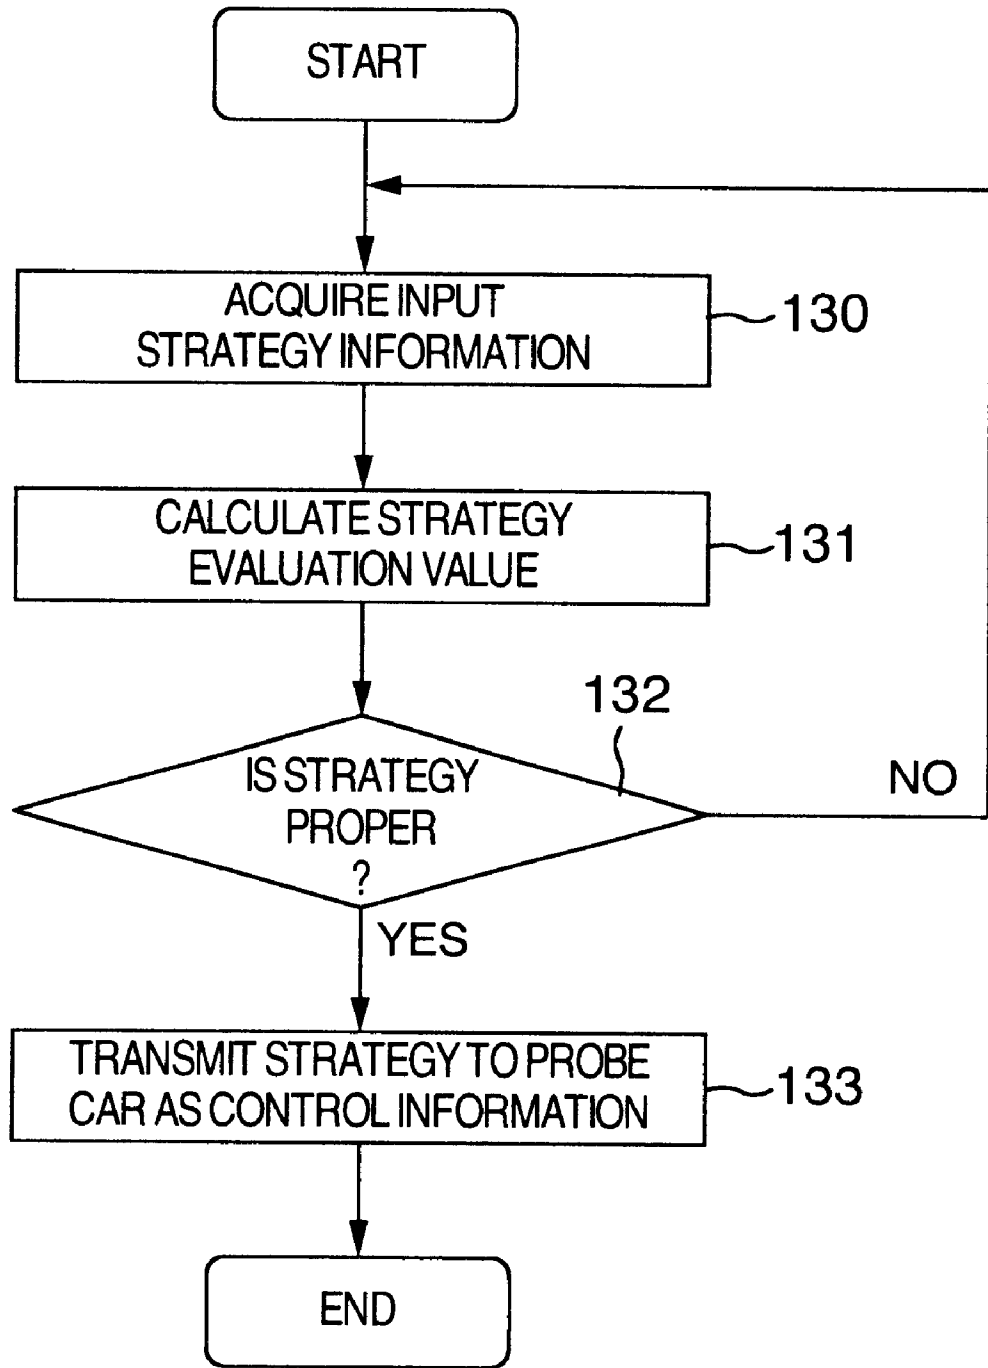 START
ACQUIRE INPUT
STRATEGY INFORMATION
130
CALCULATE STRATEGY
EVALUATION VALUE
131
132
IS STRATEGY
PROPER
?
NO
YES
TRANSMIT STRATEGY TO PROBE
CAR AS CONTROL INFORMATION
133
END